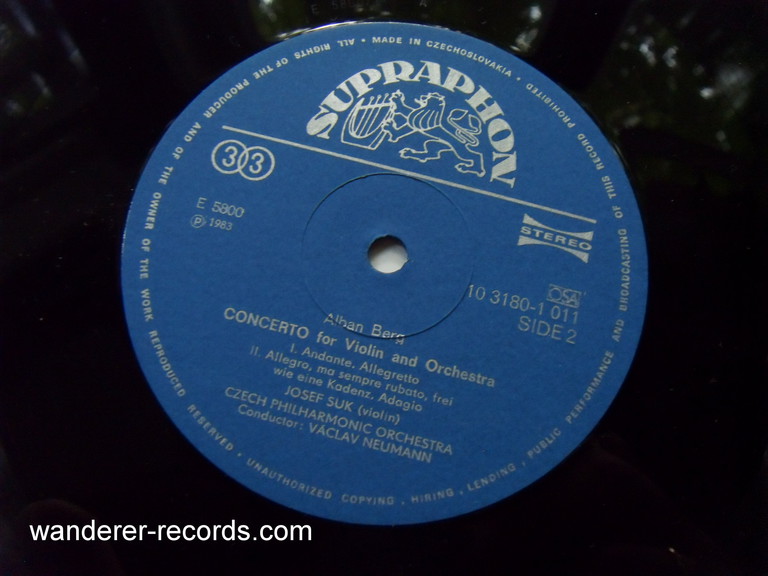 MADE IN CZECHOSLOVAKIA • ALL RIGHTS OF THE PRODUCER AND OF THE OWNER OF THE WORK REPRODUCED RESERVED • UNAUTHORIZED COPYING, HIRING, LENDING, PUBLIC PERFORMANCE AND BROADCASTING OF THIS RECORD PROHIBITED •
SUPRAPHON
33
E 5800
Ⓟ 1983
STEREO
OSA
10 3180-1 011
SIDE 2
Alban Berg
CONCERTO for Violin and Orchestra
I. Andante. Allegretto
II. Allegro, ma sempre rubato, frei
wie eine Kadenz, Adagio
JOSEF SUK (violin)
CZECH PHILHARMONIC ORCHESTRA
Conductor: VÁCLAV NEUMANN
wanderer-records.com